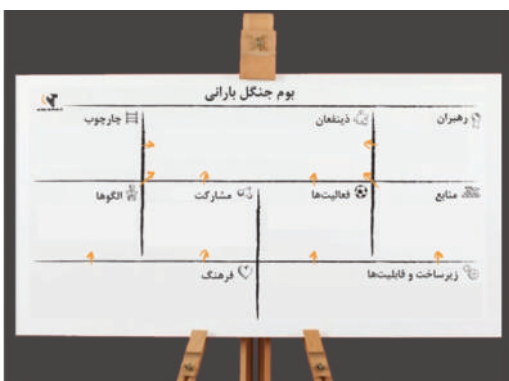 بوم جنگل بارانی
رهبران
ذینفعان
چارچوب
منابع
فعالیت‌ها
مشارکت
الگوها
زیرساخت و قابلیت‌ها
فرهنگ